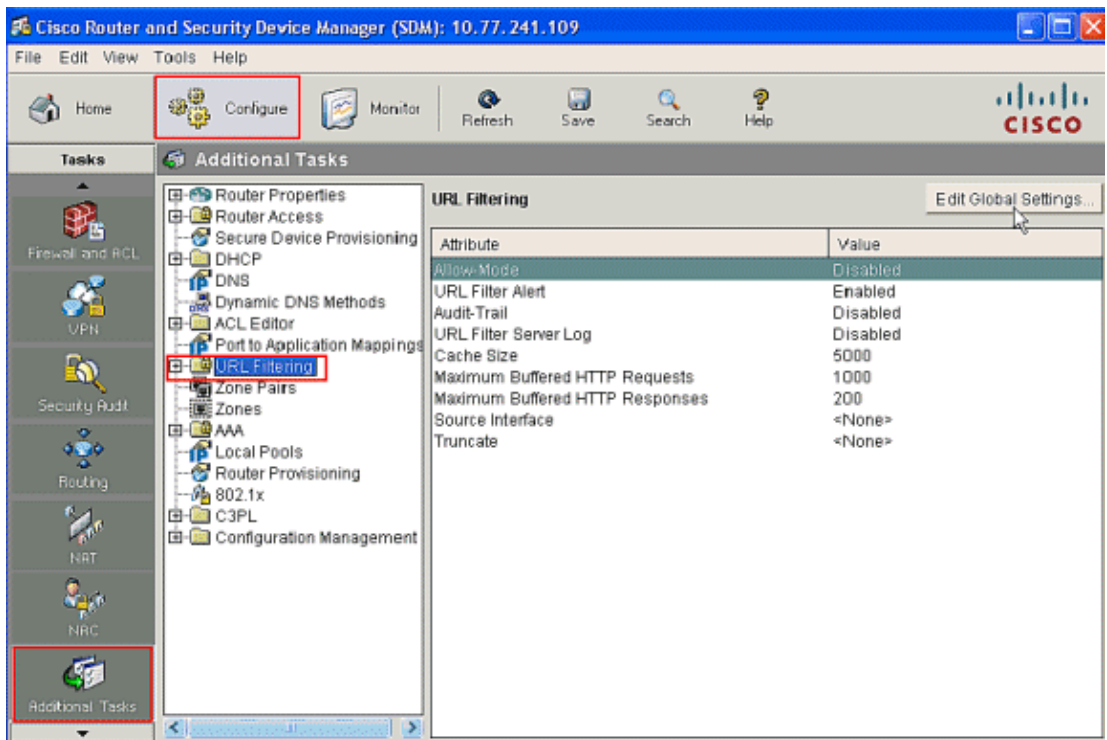 Cisco Router and Security Device Manager (SDM): 10.77.241.109
File Edit View Tools Help
Home Configure Monitor Refresh Save Search Help
CISCO
Tasks
Additional Tasks
Firewall and ACL
VPN
Security Audit
Routing
NAT
NAC
Additional Tasks
Router Properties
Router Access
Secure Device Provisioning
DHCP
DNS
Dynamic DNS Methods
ACL Editor
Port to Application Mappings
URL Filtering
Zone Pairs
Zones
AAA
Local Pools
Router Provisioning
802.1x
C3PL
Configuration Management
URL Filtering Edit Global Settings...
Attribute Value
Allow-Mode Disabled
URL Filter Alert Enabled
Audit-Trail Disabled
URL Filter Server Log Disabled
Cache Size 5000
Maximum Buffered HTTP Requests 1000
Maximum Buffered HTTP Responses 200
Source Interface <None>
Truncate <None>